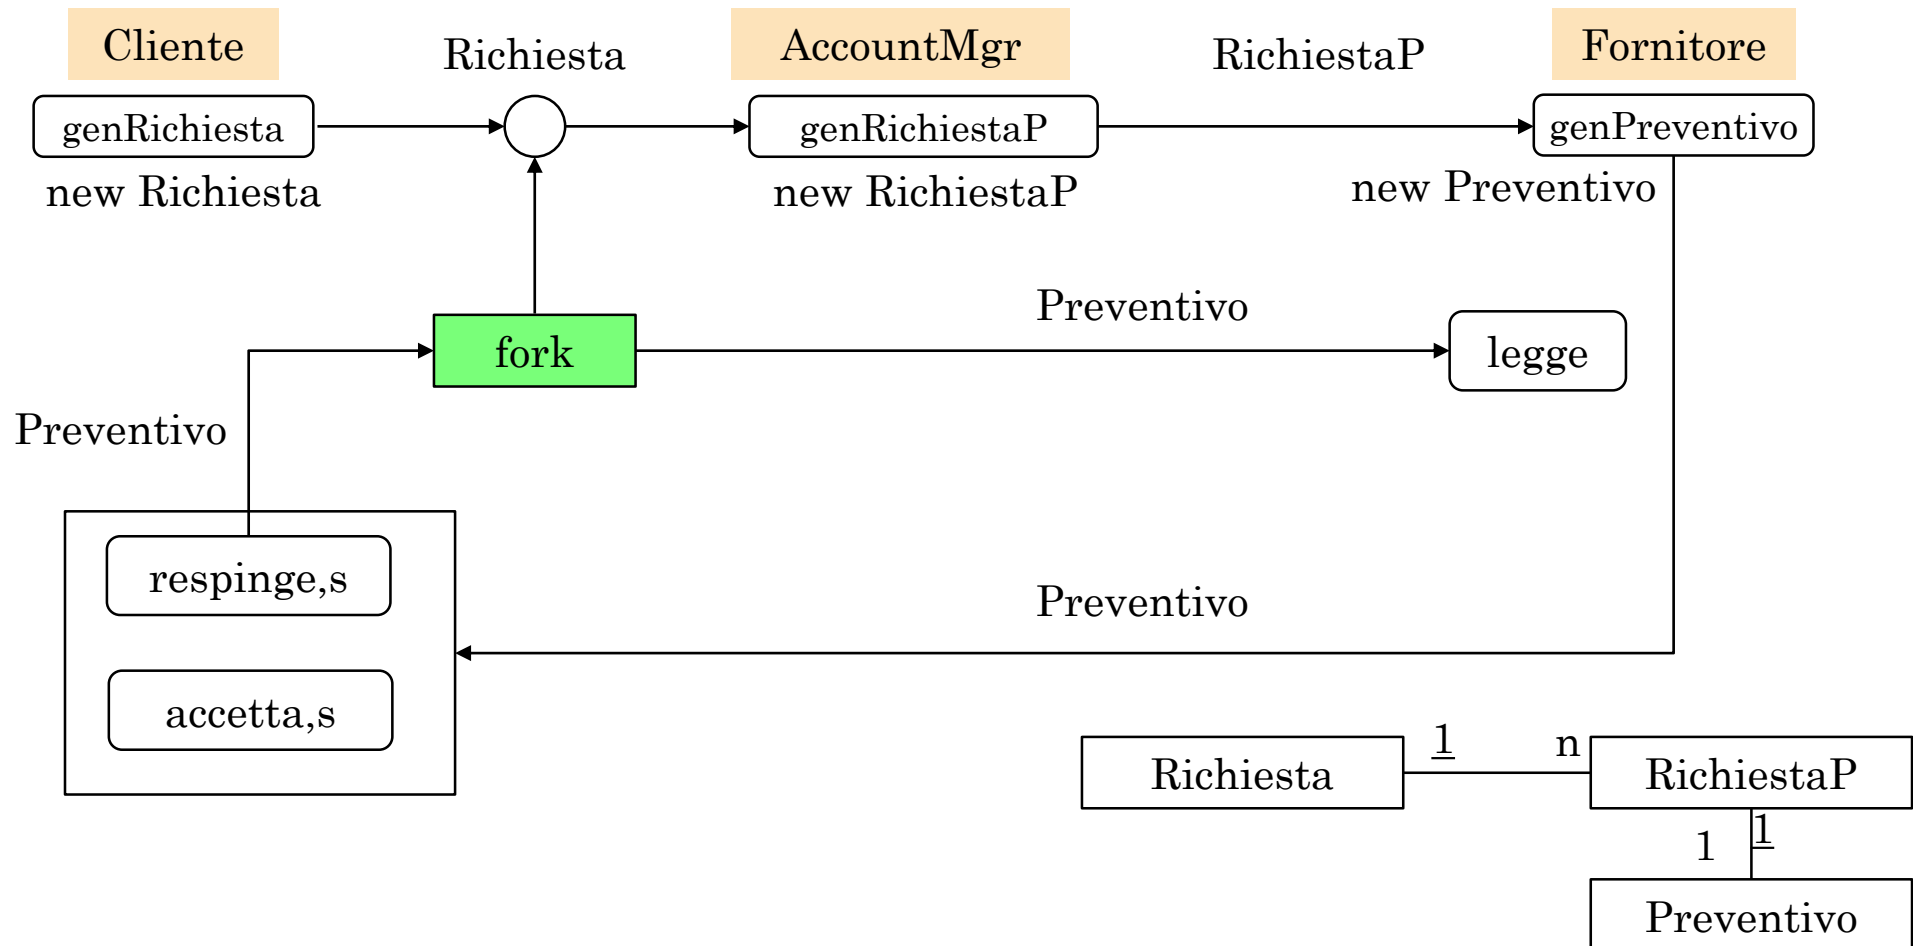 Cliente
Richiesta
AccountMgr
RichiestaP
Fornitore
genRichiesta
genRichiestaP
genPreventivo
new Richiesta
new RichiestaP
new Preventivo
Preventivo
fork
legge
Preventivo
respinge,s
Preventivo
accetta,s
1
n
Richiesta
RichiestaP
1
1
Preventivo